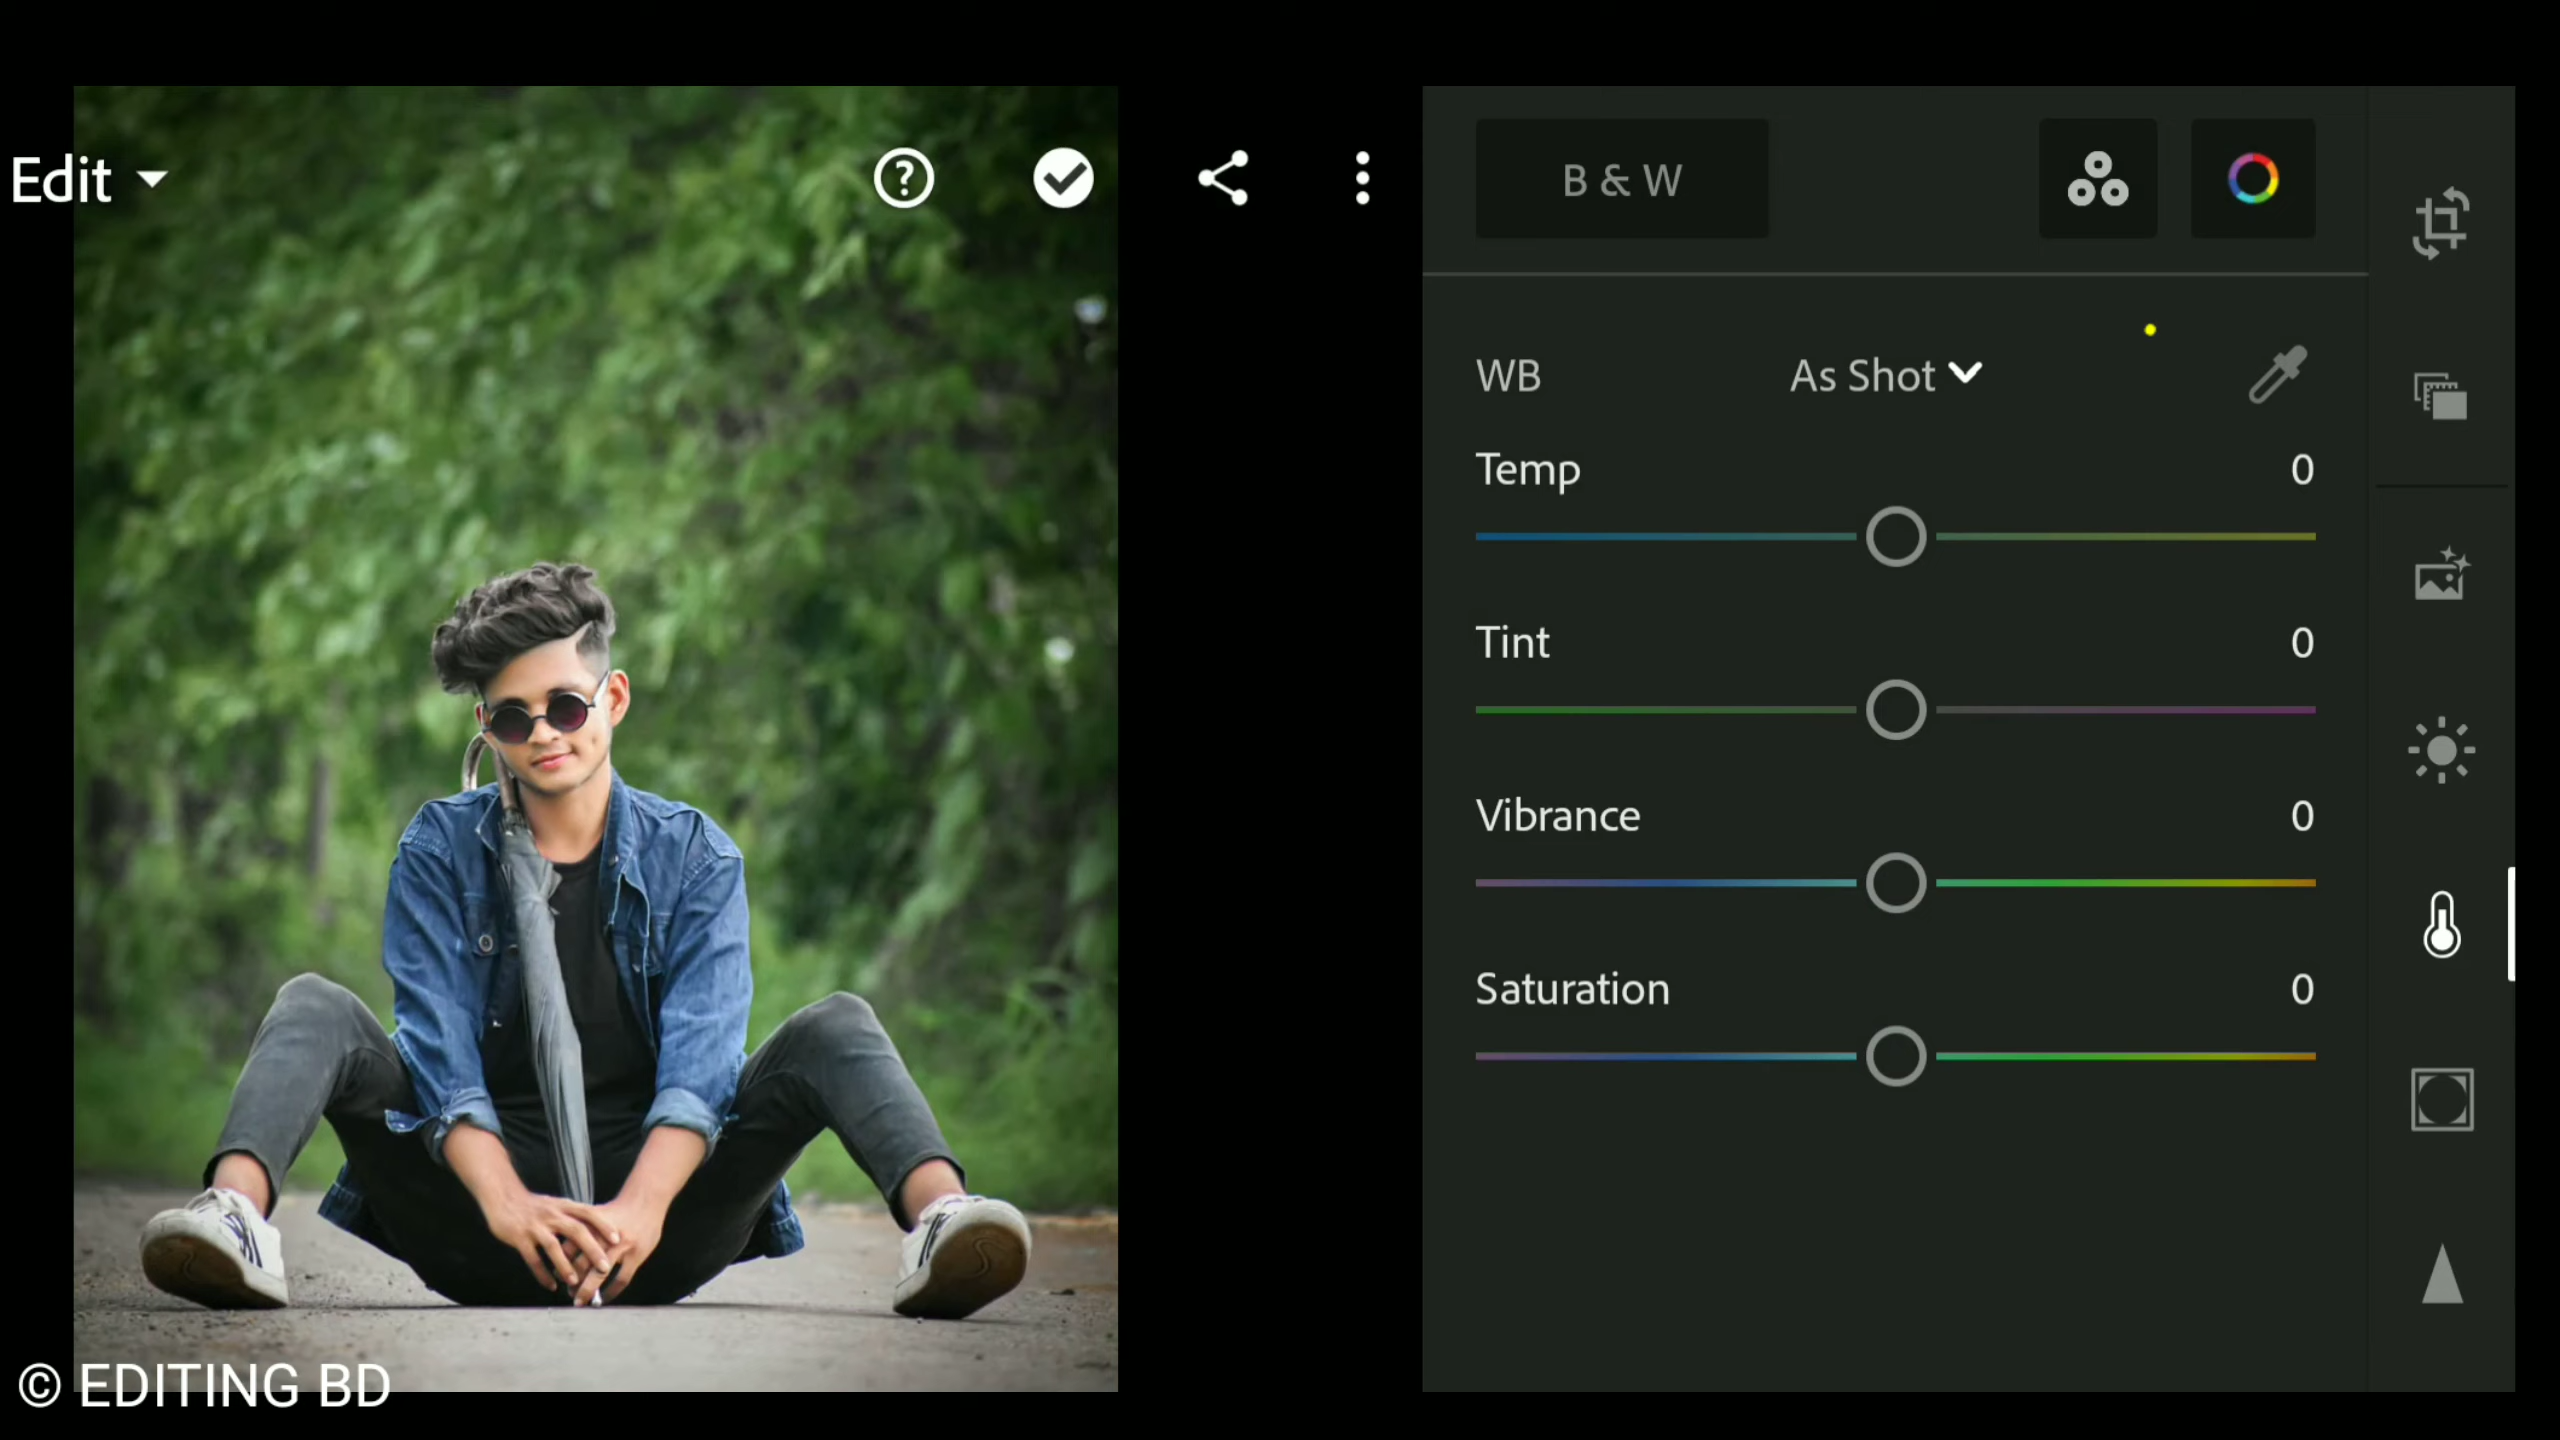 Edit
B & W
WB As Shot
Temp 0
Tint 0
Vibrance 0
Saturation 0
© EDITING BD